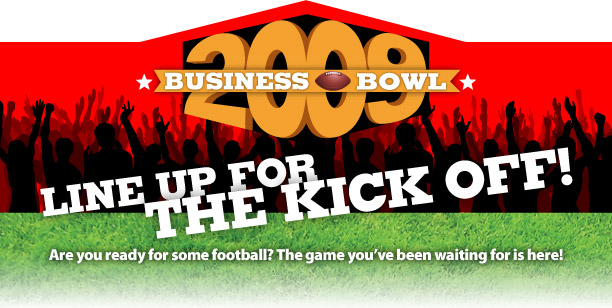 2009
BUSINESS BOWL
LINE UP FOR
THE KICK OFF!
Are you ready for some football? The game you've been waiting for is here!